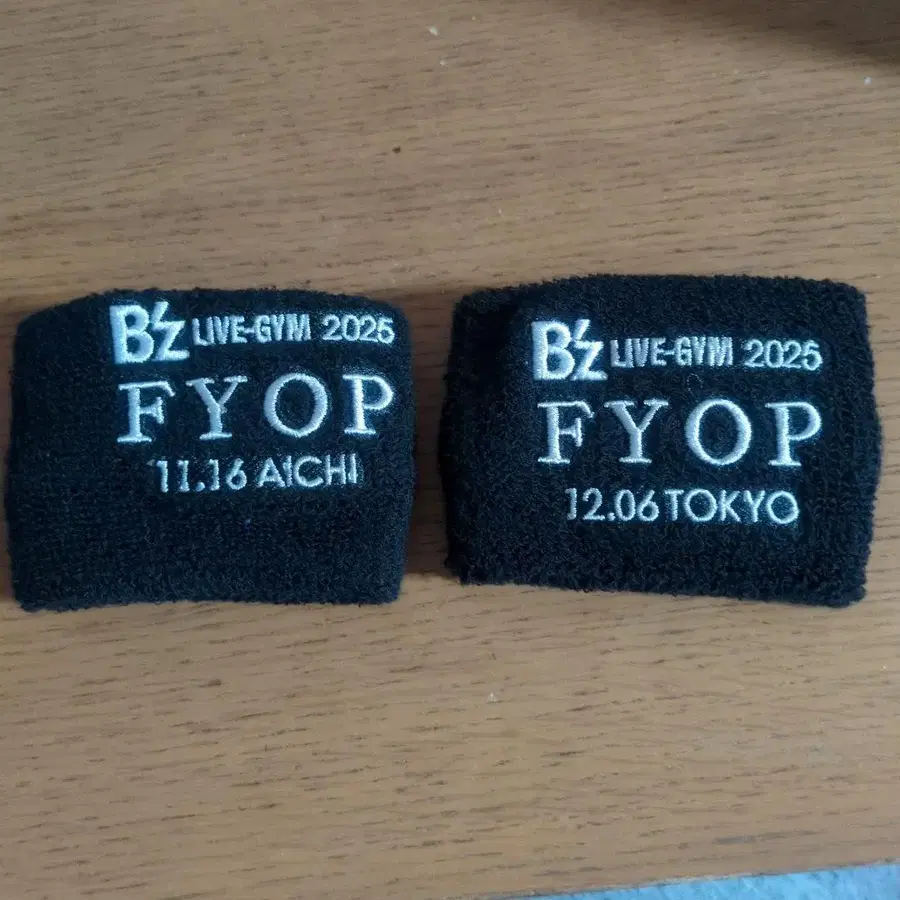 B'z LIVE-GYM 2025
FYOP
11.16 AICHI
B'z LIVE-GYM 2025
FYOP
12.06 TOKYO